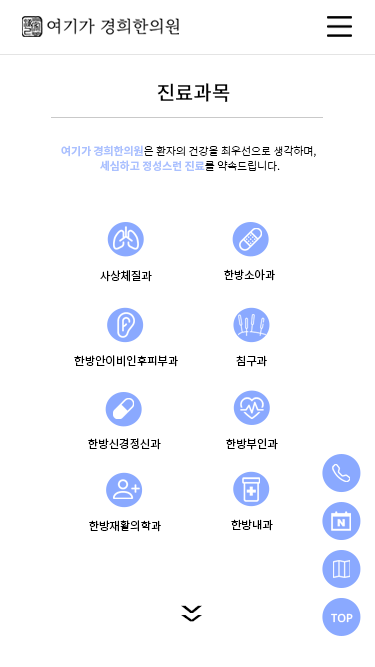 여기가 경희한의원
진료과목
여기가 경희한의원은 환자의 건강을 최우선으로 생각하며,
세심하고 정성스런 진료를 약속드립니다.
사상체질과
한방소아과
한방안이비인후피부과
침구과
한방신경정신과
한방부인과
한방재활의학과
한방내과
N
TOP